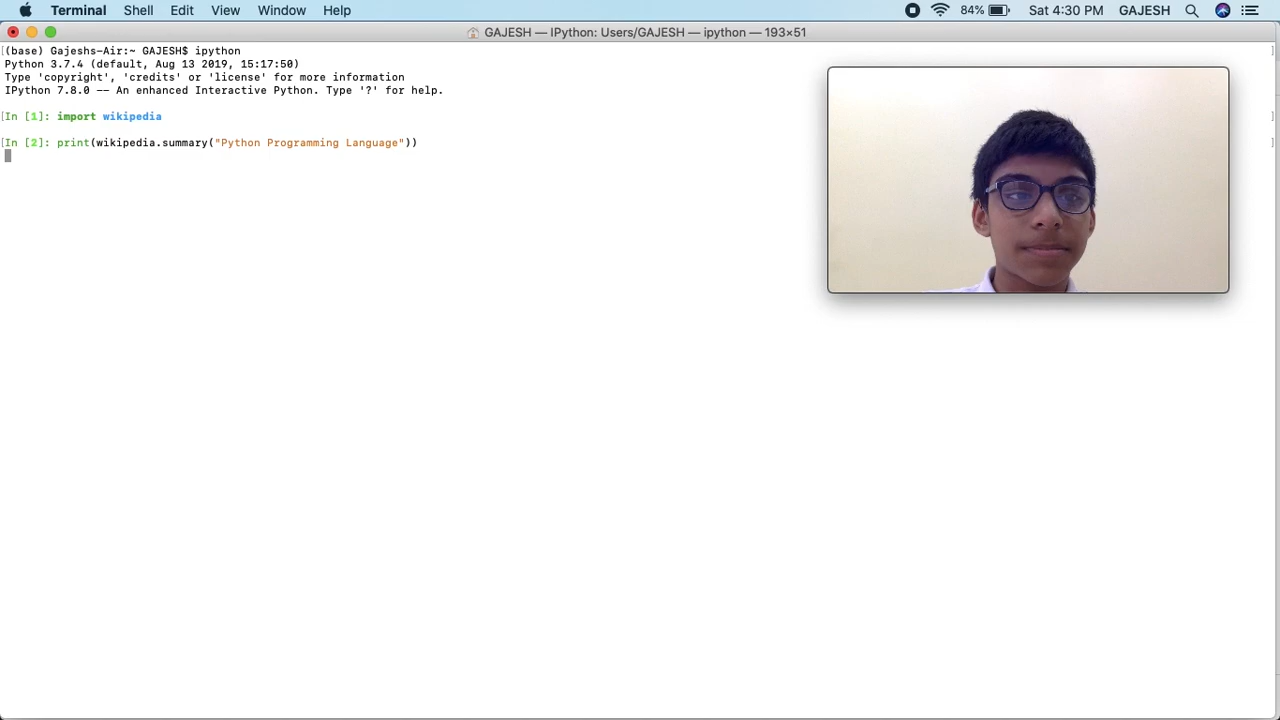 Terminal Shell Edit View Window Help 84% Sat 4:30 PM GAJESH
GAJESH — IPython: Users/GAJESH — ipython — 193×51
[(base) Gajeshs-Air:~ GAJESH$ ipython ]
Python 3.7.4 (default, Aug 13 2019, 15:17:50)
Type 'copyright', 'credits' or 'license' for more information
IPython 7.8.0 -- An enhanced Interactive Python. Type '?' for help.
[In [1]: import wikipedia ]
[In [2]: print(wikipedia.summary("Python Programming Language")) ]